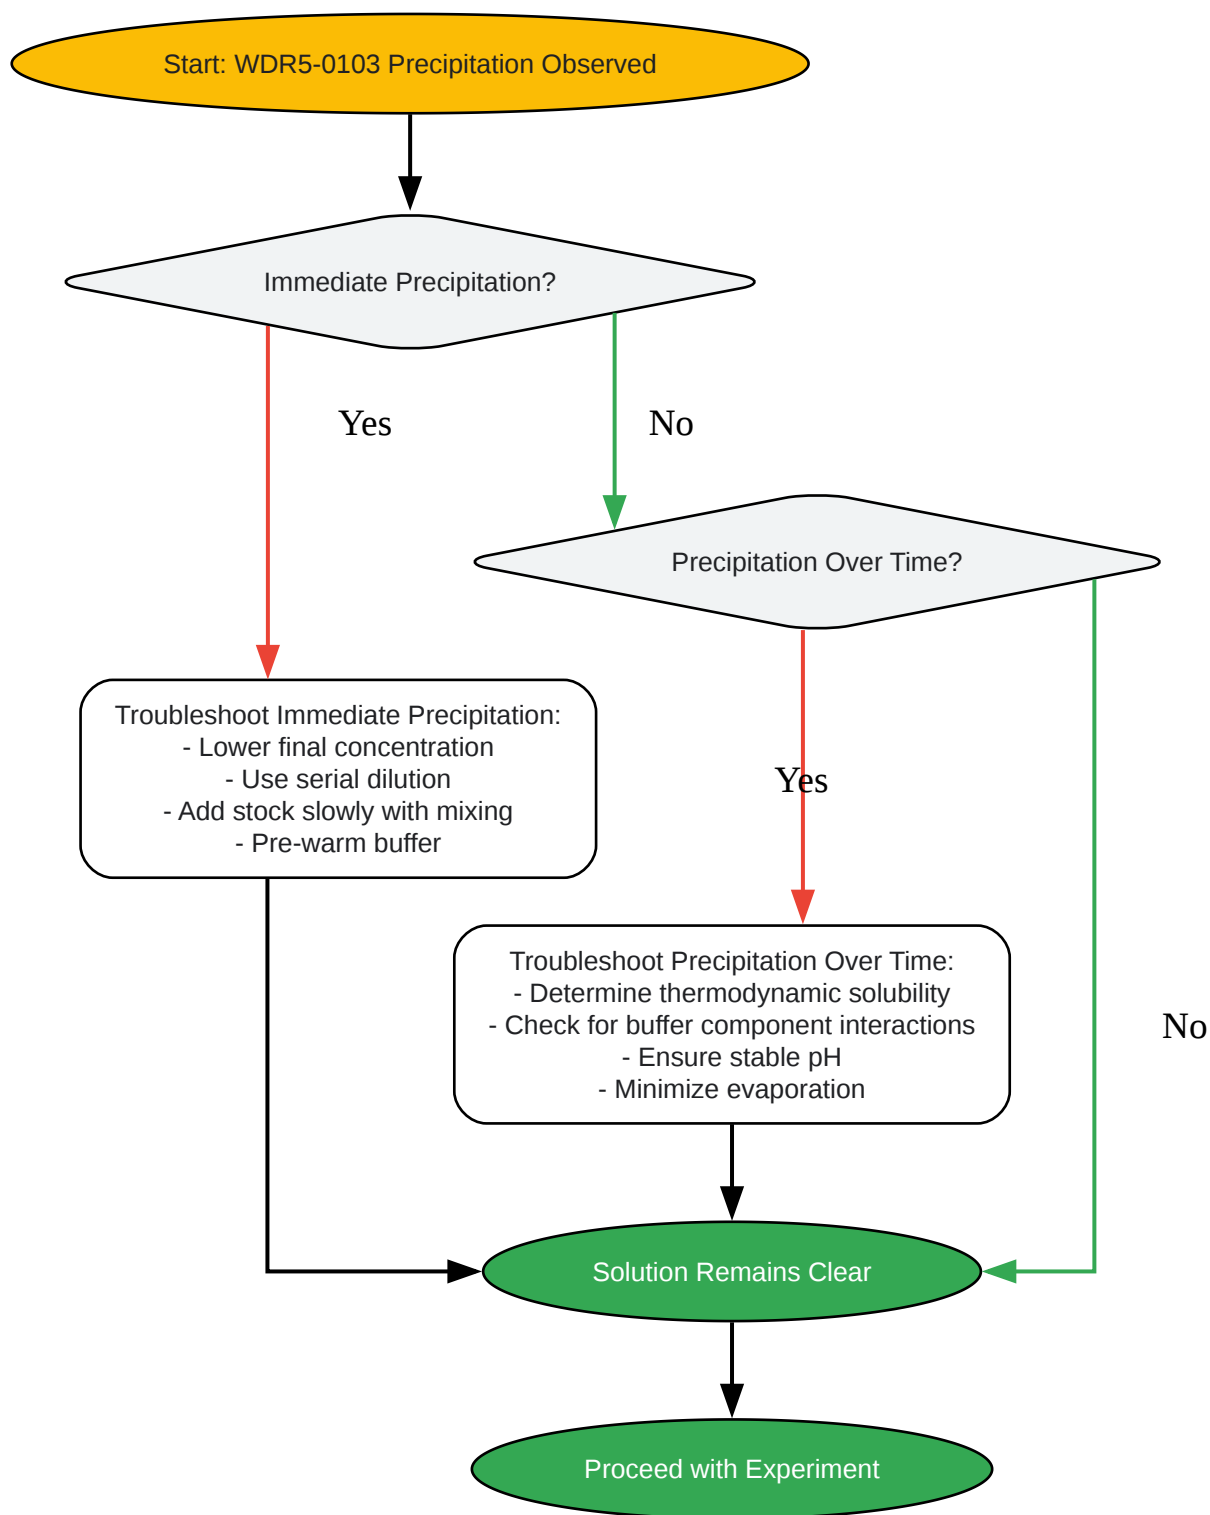 Start: WDR5-0103 Precipitation Observed
Immediate Precipitation?
Yes
No
Precipitation Over Time?
Troubleshoot Immediate Precipitation:
- Lower final concentration
- Use serial dilution
- Add stock slowly with mixing
- Pre-warm buffer
Yes
Troubleshoot Precipitation Over Time:
- Determine thermodynamic solubility
- Check for buffer component interactions
- Ensure stable pH
- Minimize evaporation
No
Solution Remains Clear
Proceed with Experiment